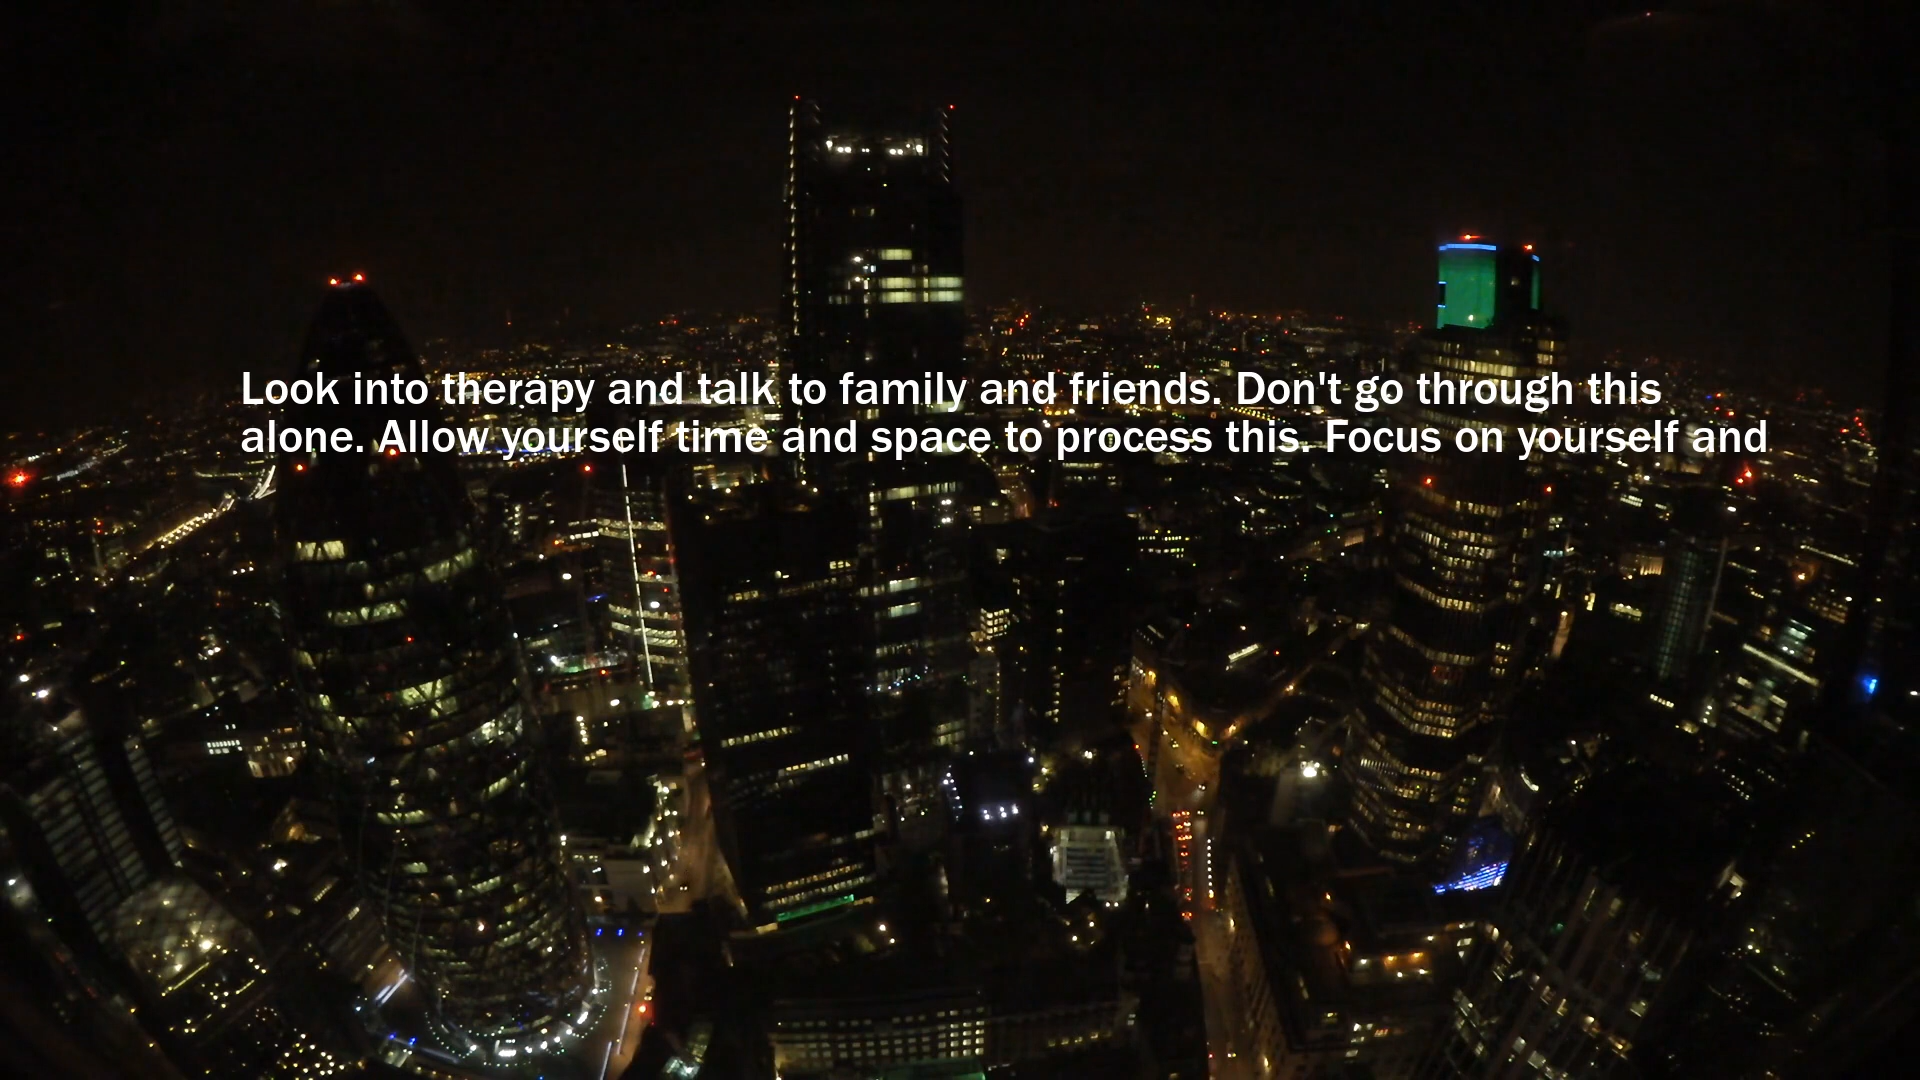 Look into therapy and talk to family and friends. Don't go through this
alone. Allow yourself time and space to process this. Focus on yourself and